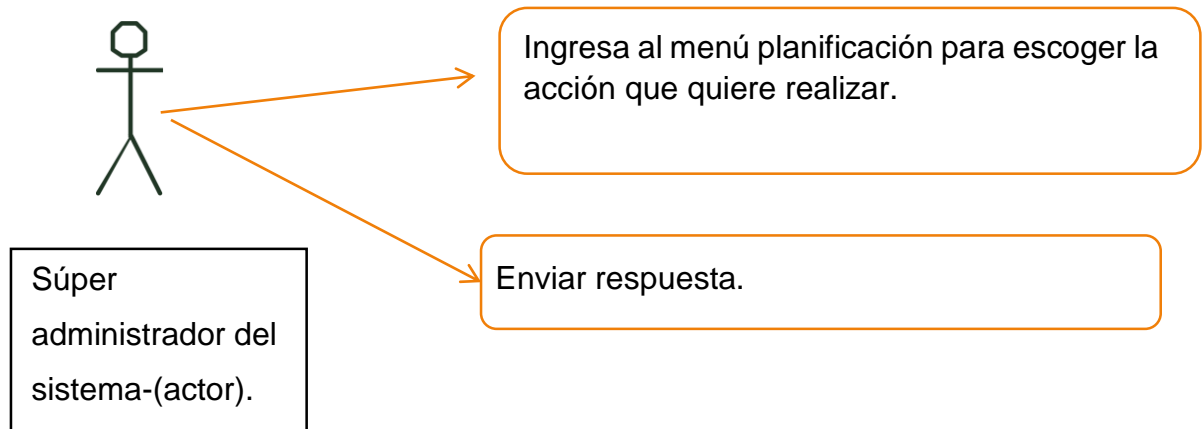 Ingresa al menú planificación para escoger la
acción que quiere realizar.
Enviar respuesta.
Súper
administrador del
sistema-(actor).